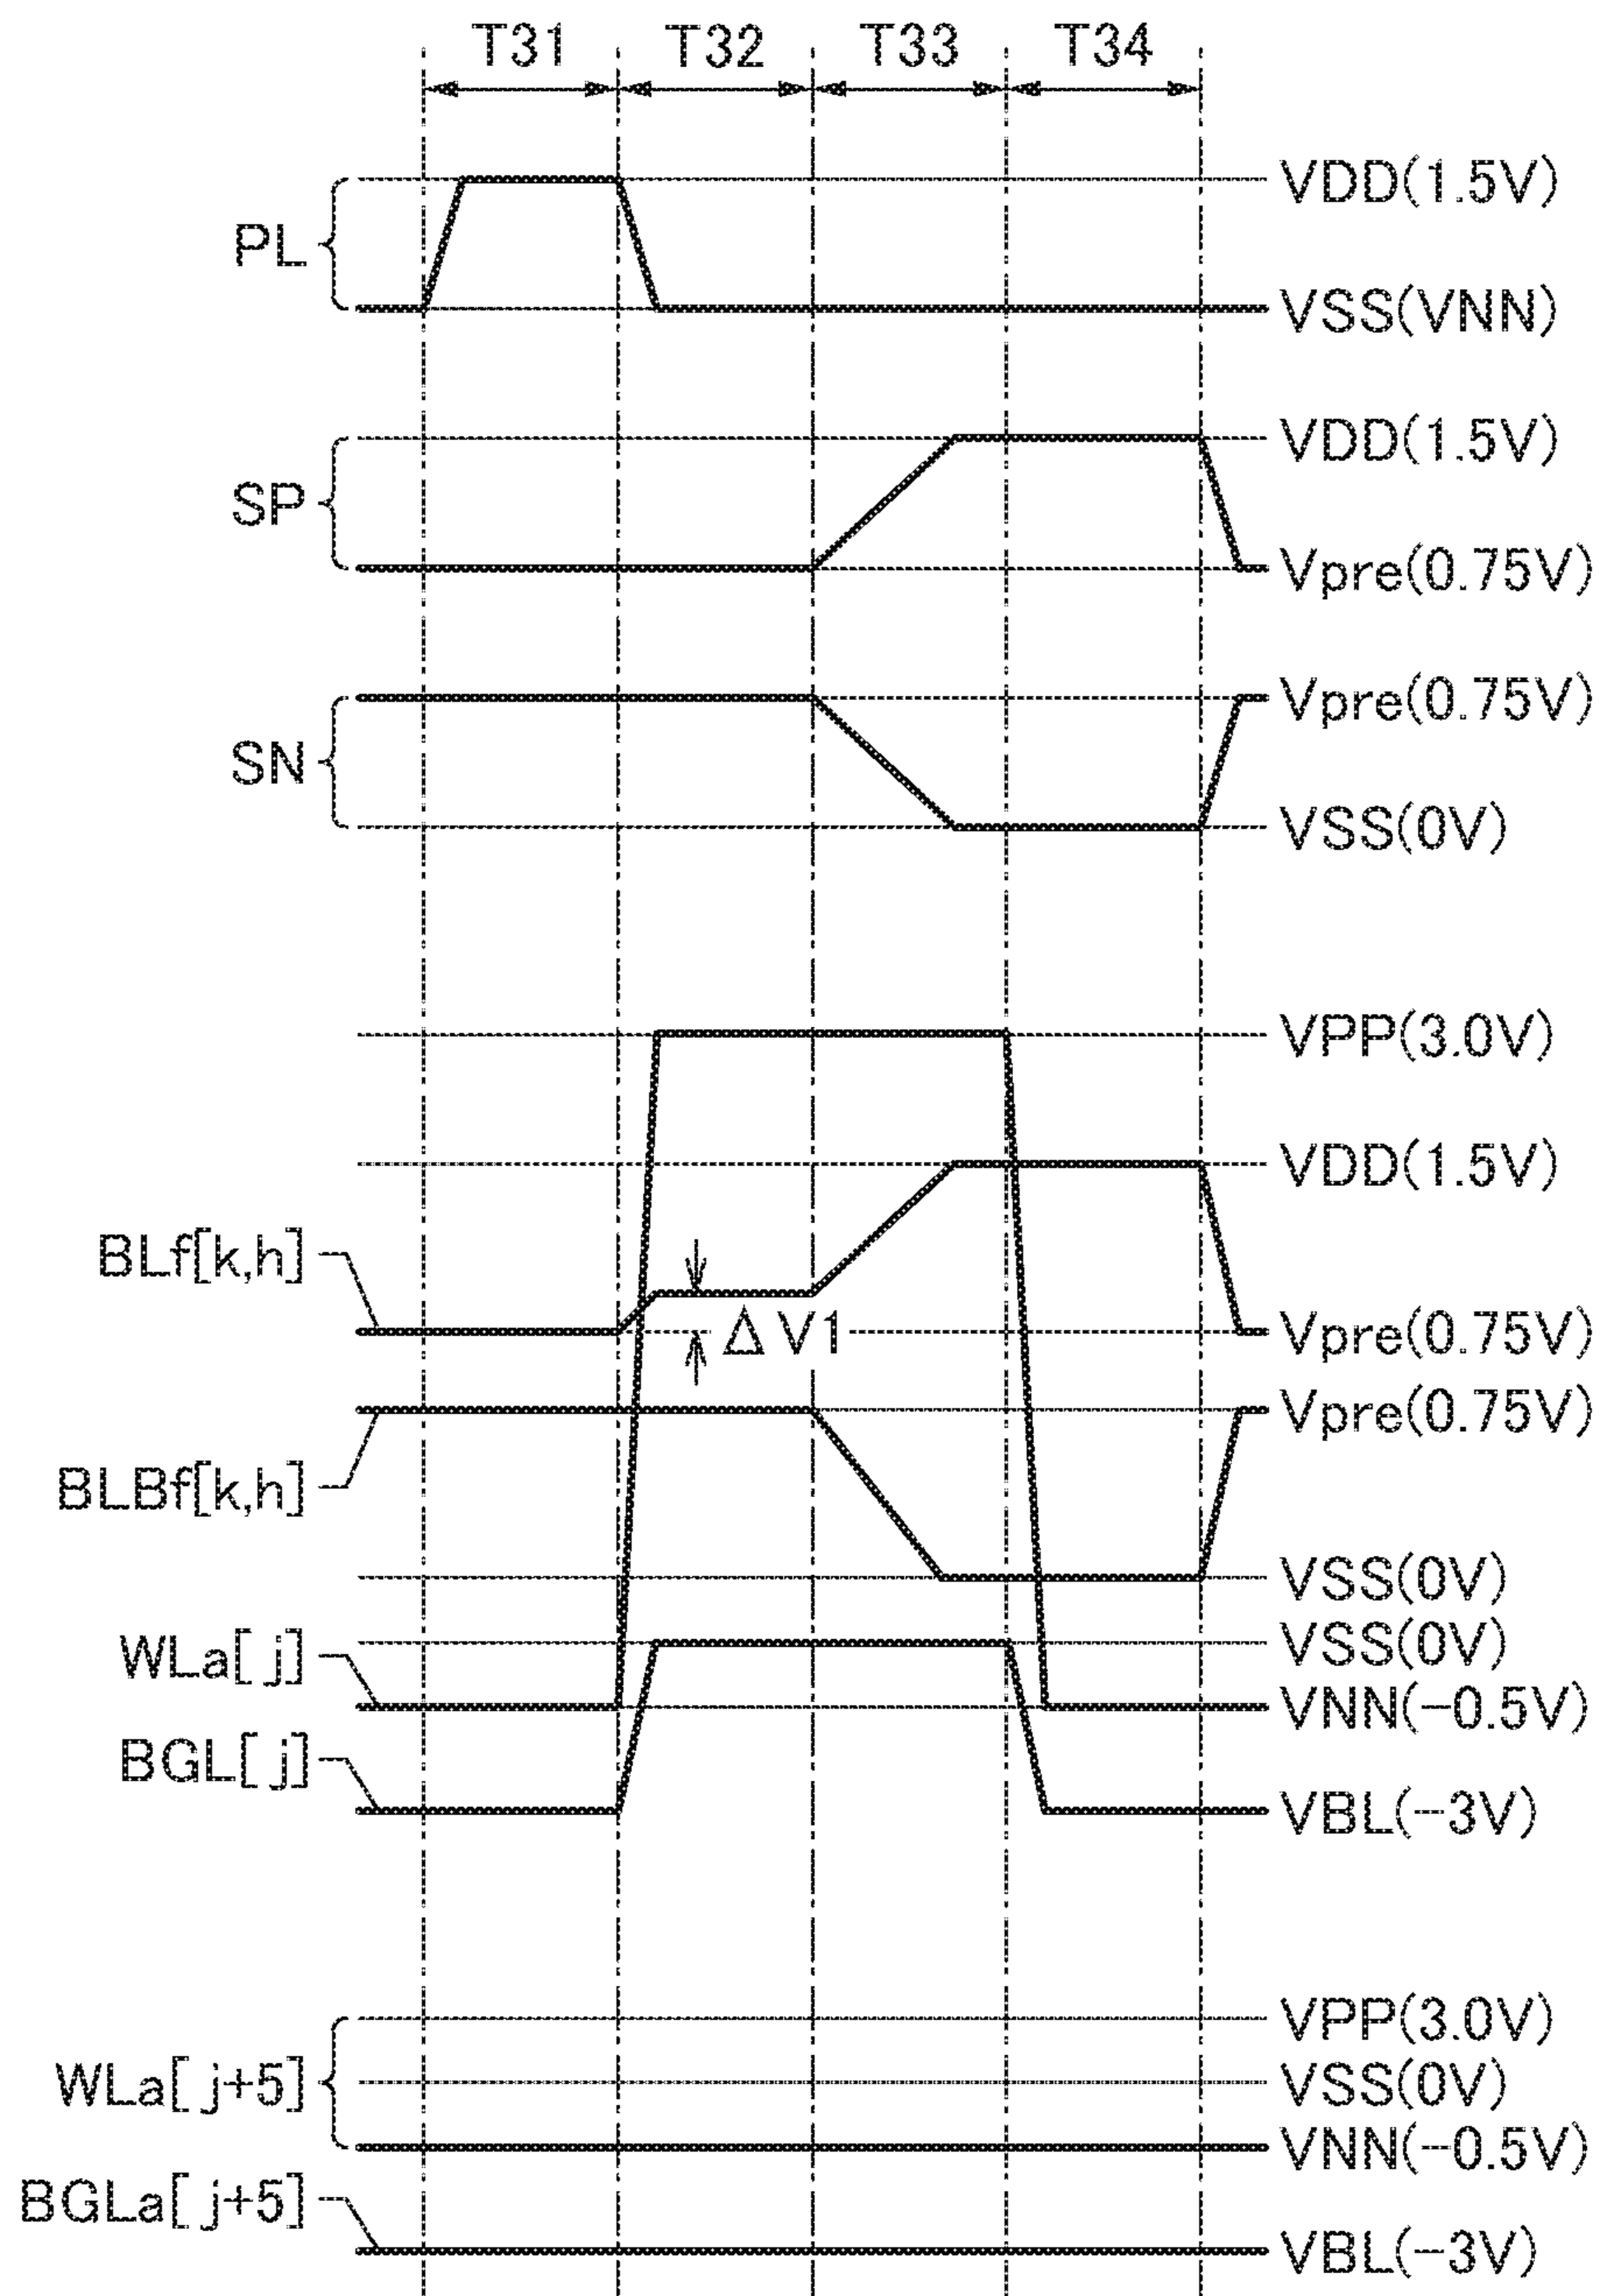 T31 T32 T33 T34
VDD(1.5V)
PL
VSS(VNN)
VDD(1.5V)
SP
Vpre(0.75V)
Vpre(0.75V)
SN
VSS(0V)
VPP(3.0V)
VDD(1.5V)
BLf[k,h]
ΔV1
Vpre(0.75V)
Vpre(0.75V)
BLBf[k,h]
VSS(0V)
WLa[j]
VSS(0V)
VNN(-0.5V)
BGL[j]
VBL(-3V)
VPP(3.0V)
WLa[j+5]
VSS(0V)
VNN(-0.5V)
BGLa[j+5]
VBL(-3V)